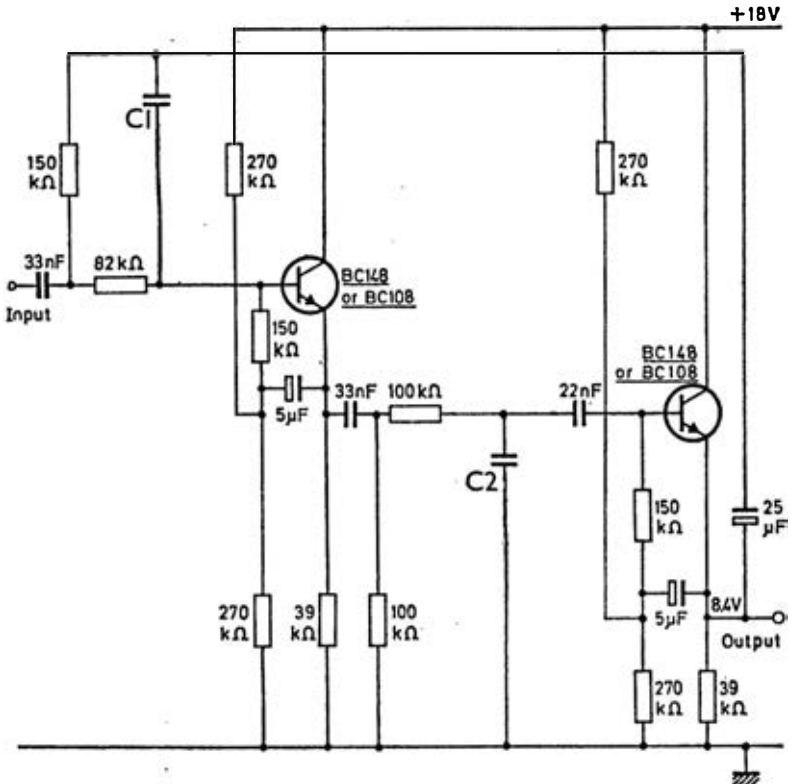 +18V
C1
150
kΩ
270
kΩ
270
kΩ
33nF
82kΩ
Input
BC148
or BC108
150
kΩ
5μF
33nF
100kΩ
22nF
BC148
or BC108
C2
150
kΩ
25
μF
270
kΩ
39
kΩ
100
kΩ
5μF
8,4V
Output
270
kΩ
39
kΩ